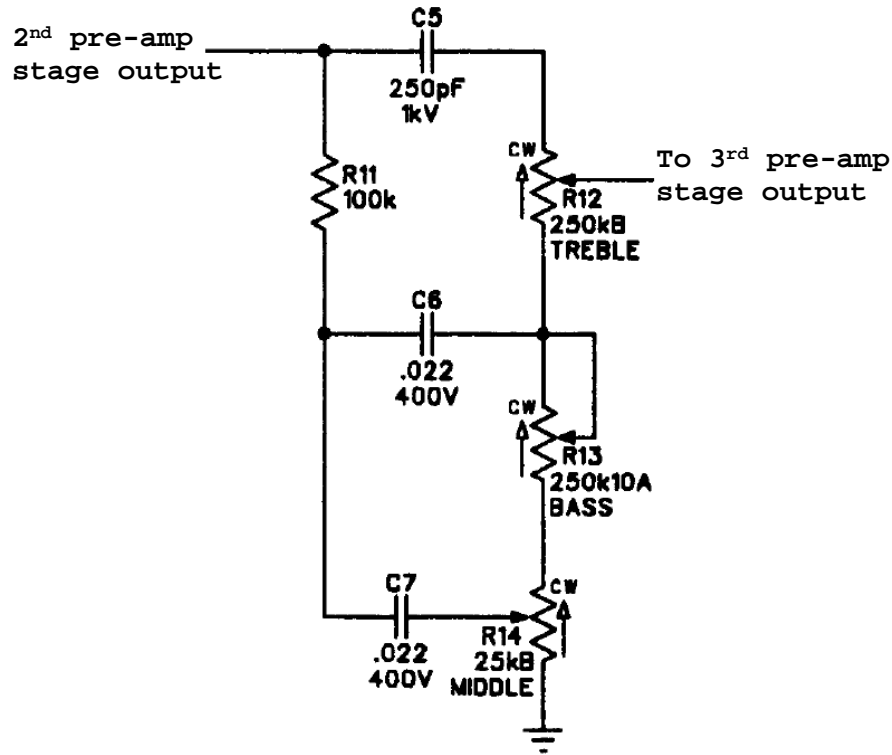 C5
2nd pre-amp
stage output
250pF
1kV
CW
To 3rd pre-amp
stage output
R11
100k
R12
250kB
TREBLE
C6
.022
400V
CW
R13
250k10A
BASS
C7
CW
.022
400V
R14
25kB
MIDDLE